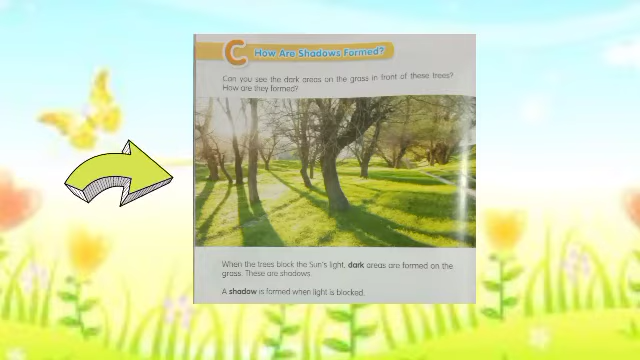 C How Are Shadows Formed?
Can you see the dark areas on the grass in front of these trees?
How are they formed?
When the trees block the Sun's light, dark areas are formed on the
grass. These are shadows.
A shadow is formed when light is blocked.